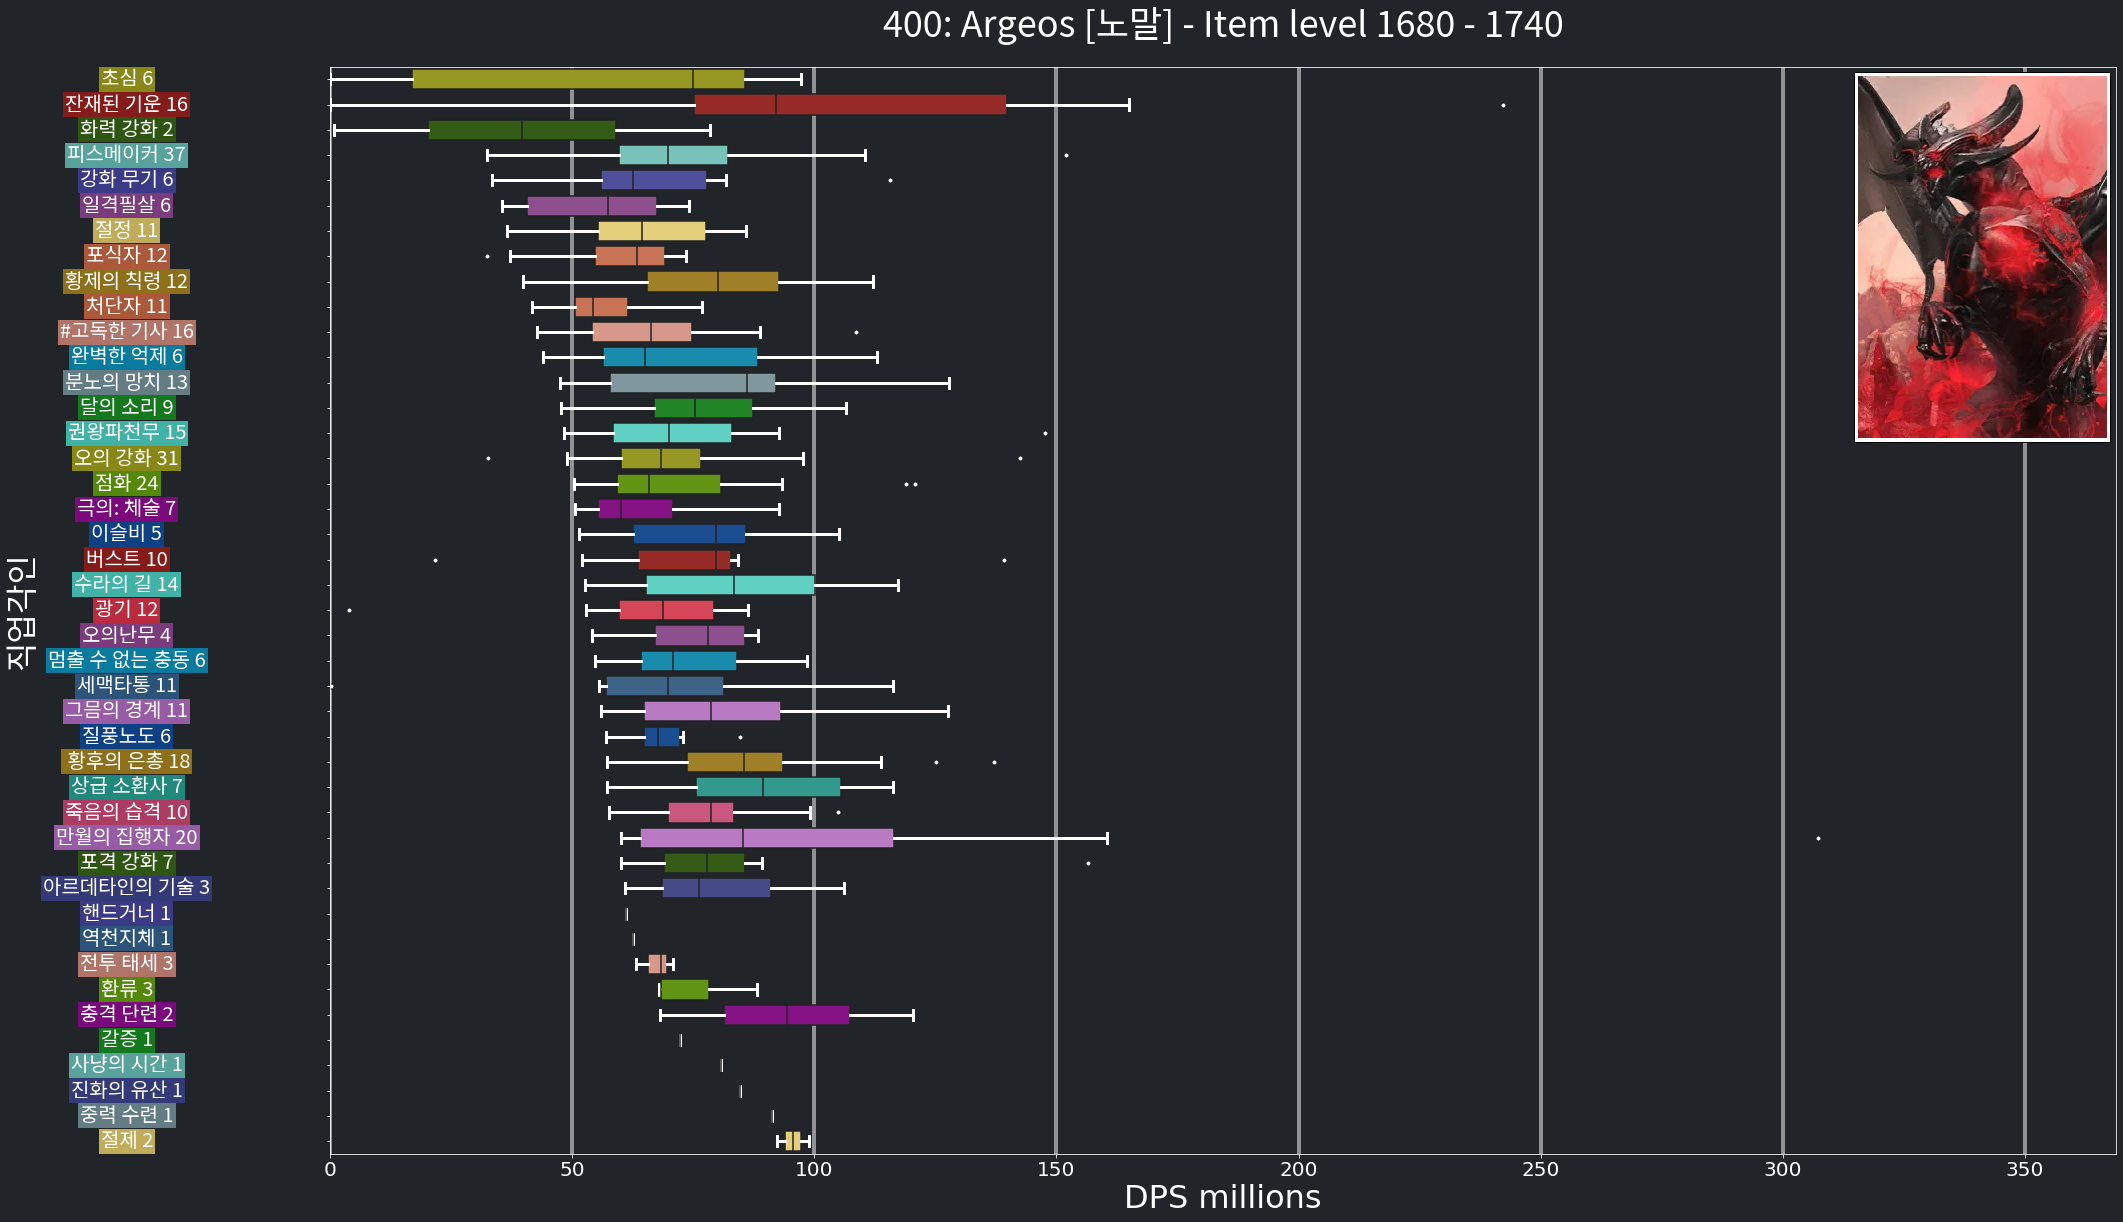 400: Argeos [노말] - Item level 1680 - 1740
초심 6
잔재된 기운 16
화력 강화 2
피스메이커 37
강화 무기 6
일격필살 6
절정 11
포식자 12
황제의 칙령 12
처단자 11
#고독한 기사 16
완벽한 억제 6
분노의 망치 13
달의 소리 9
권왕파천무 15
오의 강화 31
점화 24
극의: 체술 7
이슬비 5
버스트 10
수라의 길 14
광기 12
오의난무 4
멈출 수 없는 충동 6
세맥타통 11
그믐의 경계 11
질풍노도 6
황후의 은총 18
상급 소환사 7
죽음의 습격 10
만월의 집행자 20
포격 강화 7
아르데타인의 기술 3
핸드거너 1
역천지체 1
전투 태세 3
환류 3
충격 단련 2
갈증 1
사냥의 시간 1
진화의 유산 1
중력 수련 1
절제 2
직업각인
0 50 100 150 200 250 300 350
DPS millions